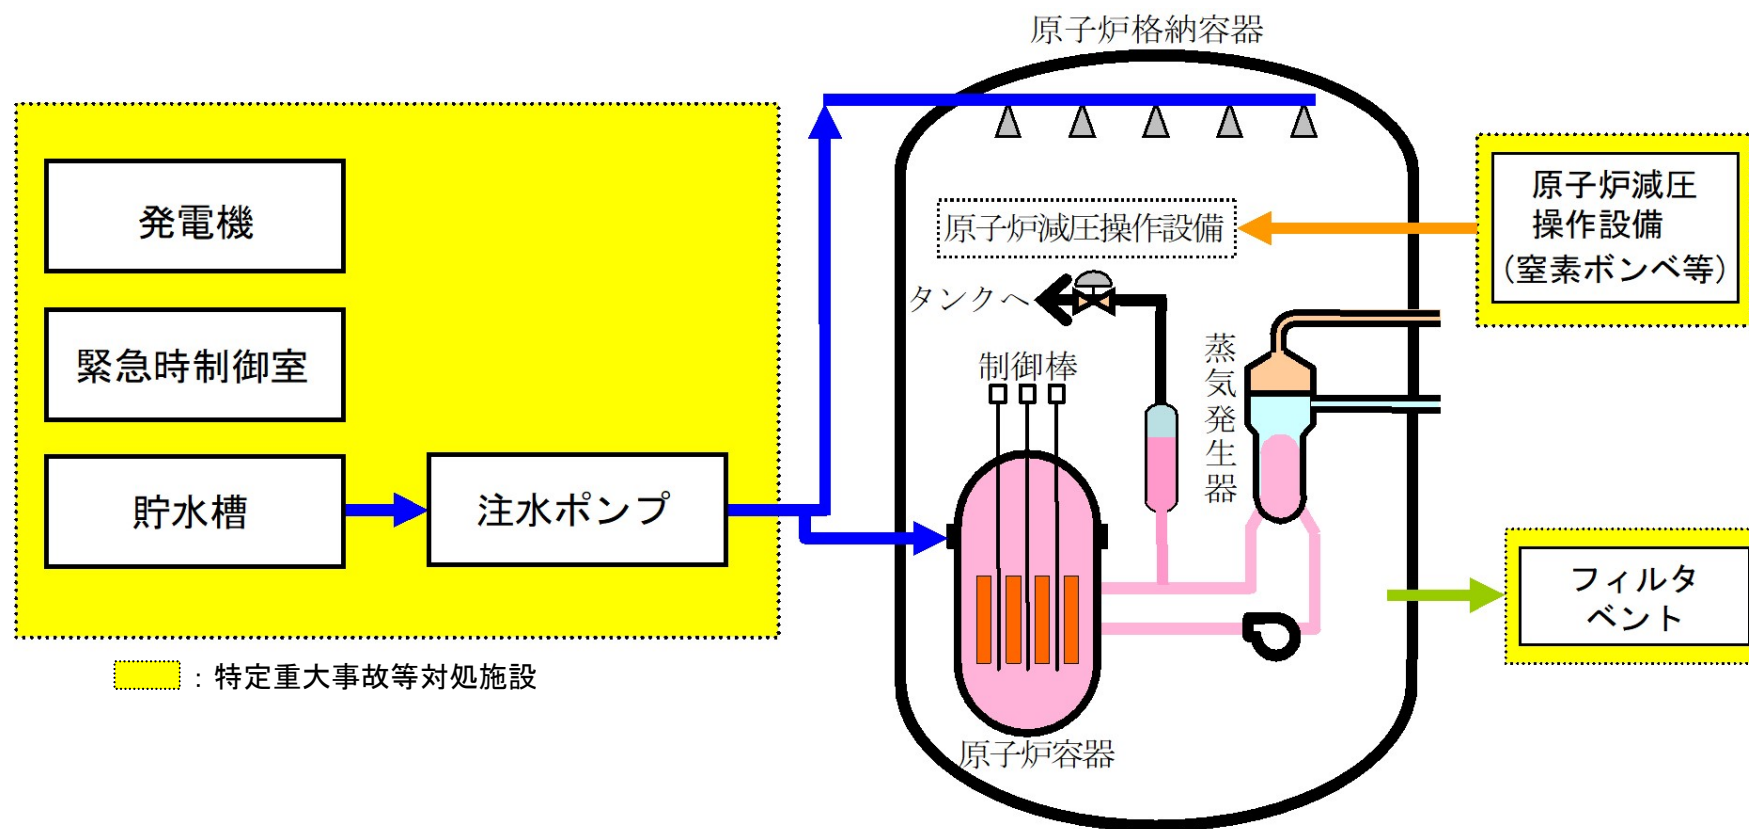 原子炉格納容器
発電機
緊急時制御室
貯水槽
注水ポンプ
：特定重大事故等対処施設
原子炉減圧操作設備
タンクへ
制御棒
蒸気発生器
原子炉容器
原子炉減圧
操作設備
（窒素ボンベ等）
フィルタ
ベント